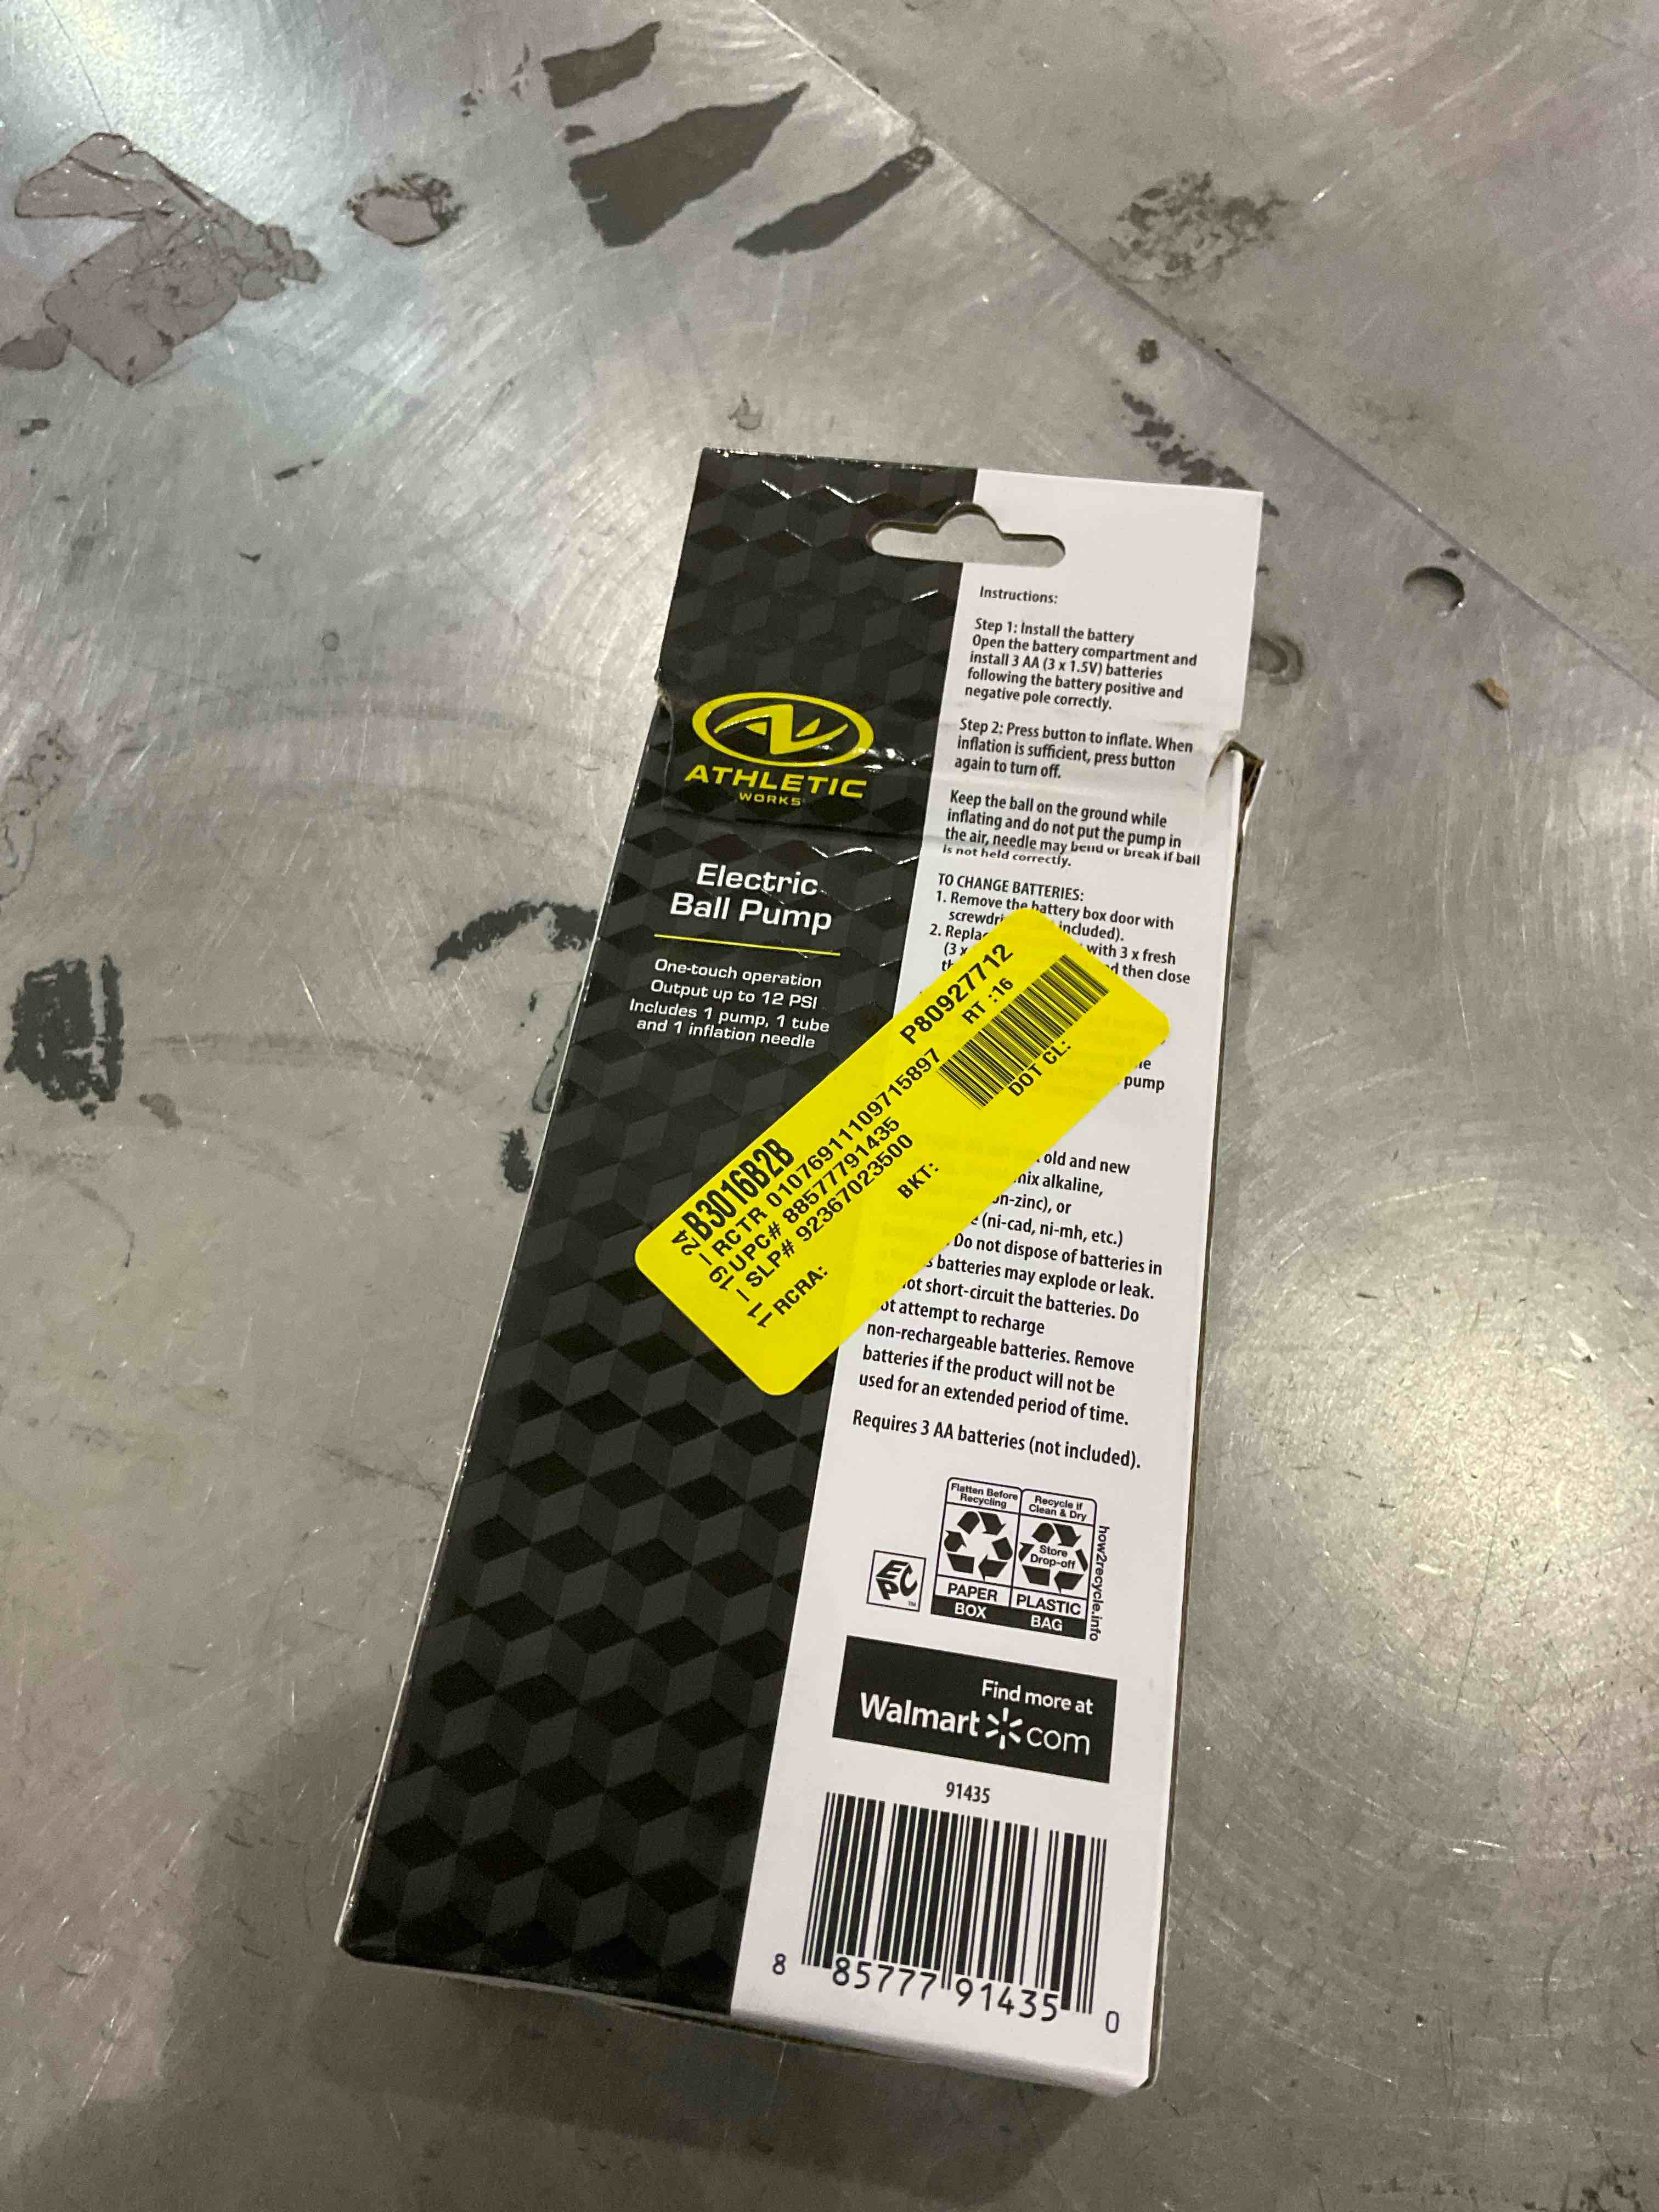 ATHLETIC
WORKS
Electric
Ball Pump
One-touch operation
Output up to 12 PSI
Includes 1 pump, 1 tube
and 1 inflation needle
Instructions:
Step 1: Install the battery
Open the battery compartment and
install 3 AA (3 x 1.5V) batteries
following the battery positive and
negative pole correctly.
Step 2: Press button to inflate. When
inflation is sufficient, press button
again to turn off.
Keep the ball on the ground while
inflating and do not put the pump in
the air, needle may bend or break if ball
is not held correctly.
TO CHANGE BATTERIES:
1. Remove the battery box door with
included).
2. with 3 x fresh
(3 x then close
pump
old and new
alkaline,
or
(ni-cad, ni-mh, etc.)
Do not dispose of batteries in
batteries may explode or leak.
short-circuit the batteries. Do
attempt to recharge
non-rechargeable batteries. Remove
batteries if the product will not be
used for an extended period of time.
Requires 3 AA batteries (not included).
P80927712
RT :16
DOT CL:
B3016B2B
RCTR 01076911109715897
UPC# 88577791435
SLP# 92367023500
BKT:
RCRA:
11-19-24
Flatten Before
Recycling
PAPER
BOX
Recycle if
Clean & Dry
Store
Drop-off
PLASTIC
BAG
how2recycle.info
EPC TM
Find more at
Walmart com
91435
8 85777 91435 0